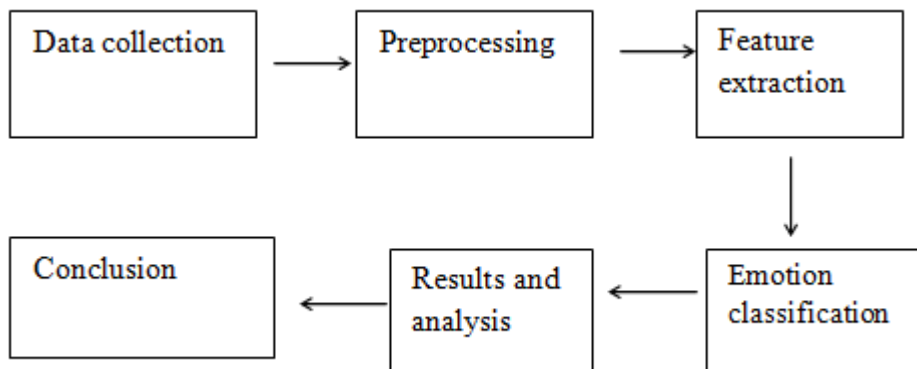 Data collection
Preprocessing
Feature
extraction
Emotion
classification
Results and
analysis
Conclusion